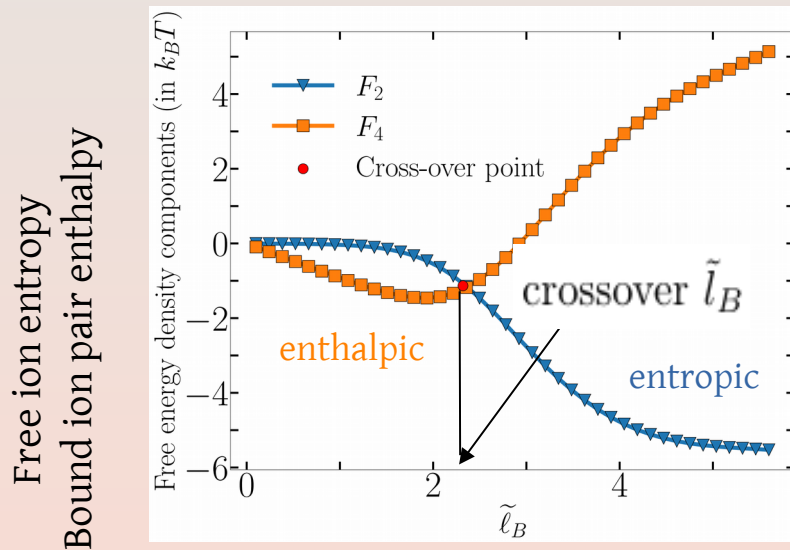 Free ion entropy
Bound ion pair enthalpy
Free energy density components (in k_BT)
4
2
0
−2
−4
−6
F_2
F_4
Cross-over point
crossover l̃_B
enthalpic
entropic
0
2
4
ℓ̃_B